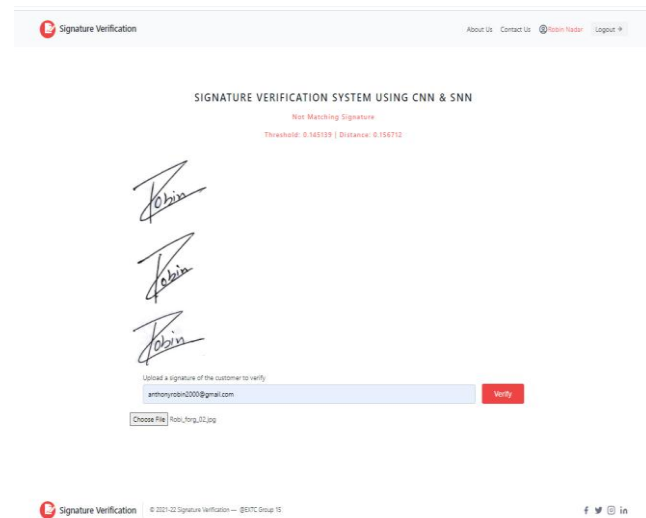 Signature Verification
About Us Contact Us Robin Nadar Logout
SIGNATURE VERIFICATION SYSTEM USING CNN & SNN
Not Matching Signature
Threshold: 0.145139 | Distance: 0.156712
Robin
Robin
Robin
Upload a signature of the customer to verify
anthonyrobin2000@gmail.com
Verify
Choose File Robi_forg_02.jpg
Signature Verification © 2021-22 Signature Verification — @EXTC Group 15